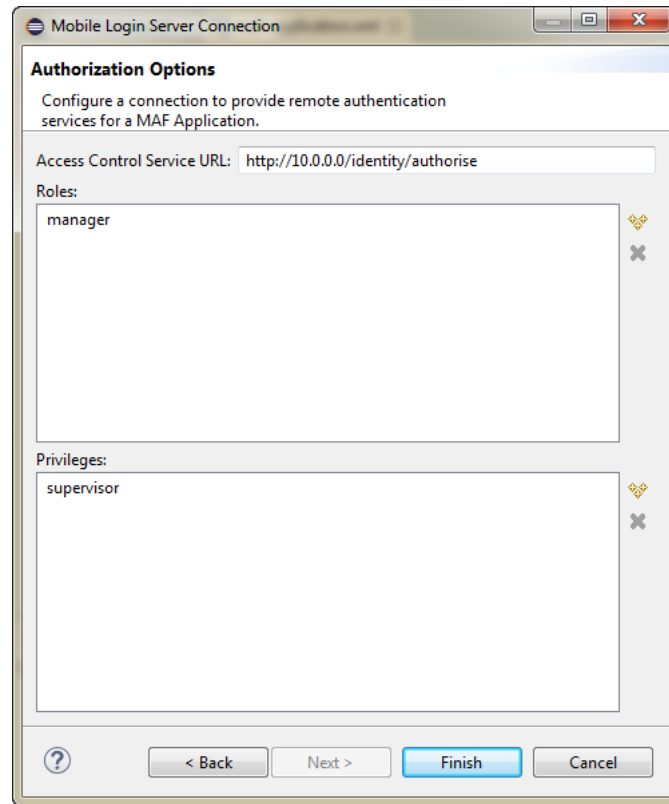 Mobile Login Server Connection
Authorization Options
Configure a connection to provide remote authentication
services for a MAF Application.
Access Control Service URL: http://10.0.0.0/identity/authorise
Roles:
manager
Privileges:
supervisor
? < Back Next > Finish Cancel